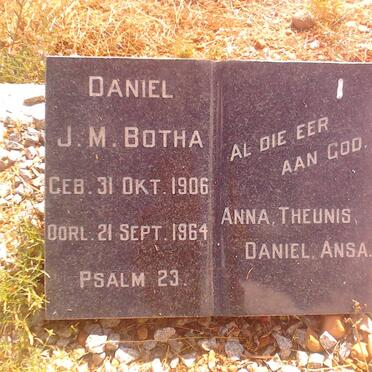 DANIEL
J. M. BOTHA
GEB. 31 OKT. 1906
OORL. 21 SEPT. 1964
PSALM 23.
AL DIE EER
AAN GOD.
ANNA, THEUNIS,
DANIEL, ANSA.